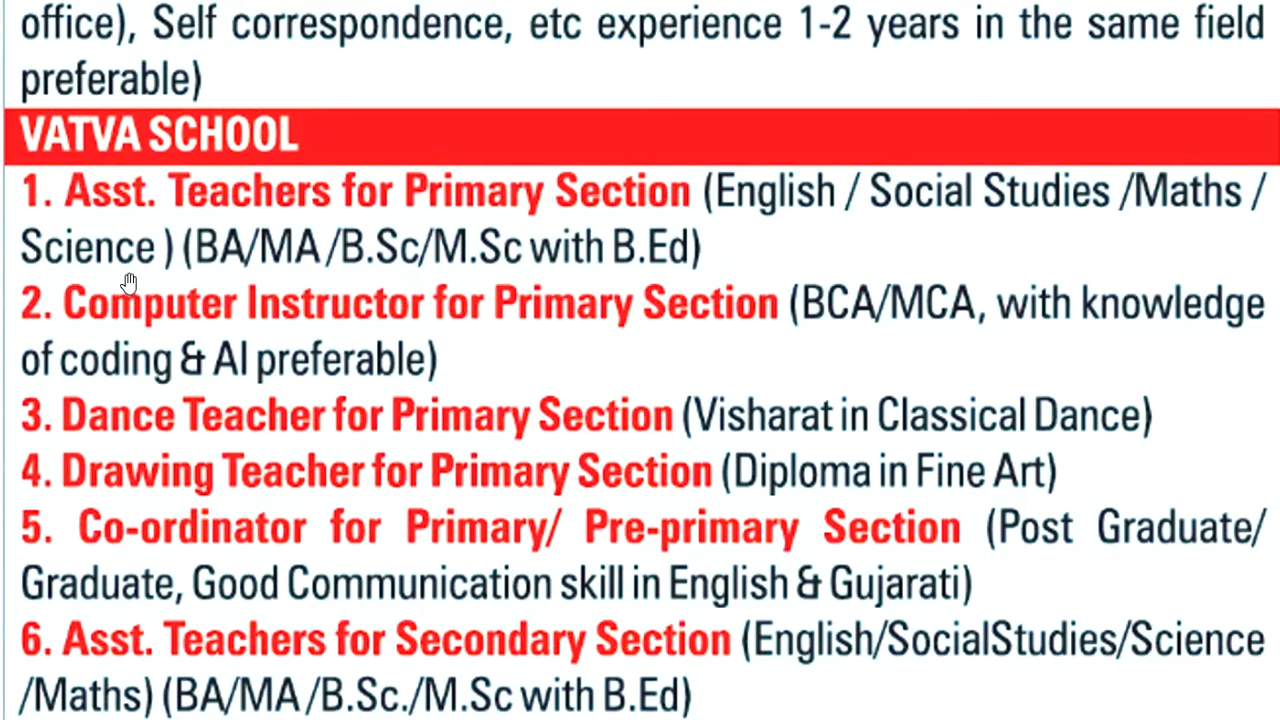 office), Self correspondence, etc experience 1-2 years in the same field
preferable)
VATVA SCHOOL
1. Asst. Teachers for Primary Section (English / Social Studies /Maths /
Science ) (BA/MA /B.Sc/M.Sc with B.Ed)
2. Computer Instructor for Primary Section (BCA/MCA, with knowledge
of coding & AI preferable)
3. Dance Teacher for Primary Section (Visharat in Classical Dance)
4. Drawing Teacher for Primary Section (Diploma in Fine Art)
5. Co-ordinator for Primary/ Pre-primary Section (Post Graduate/
Graduate, Good Communication skill in English & Gujarati)
6. Asst. Teachers for Secondary Section (English/SocialStudies/Science
/Maths) (BA/MA /B.Sc./M.Sc with B.Ed)